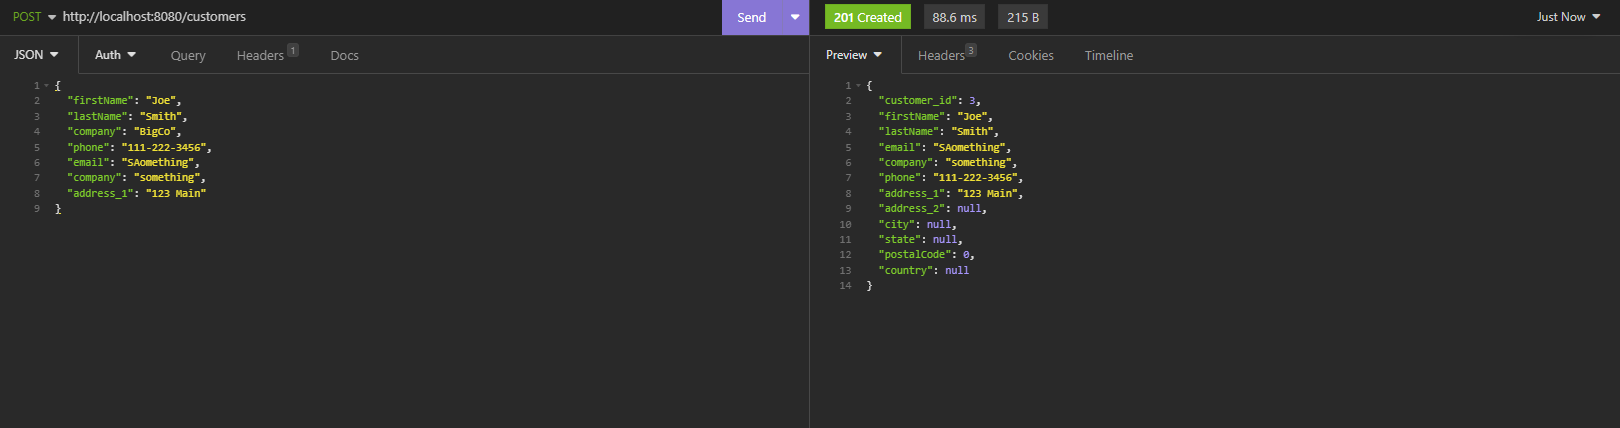 POST http://localhost:8080/customers Send
201 Created 88.6 ms 215 B Just Now
JSON Auth Query Headers 1 Docs
1 {
2 "firstName": "Joe",
3 "lastName": "Smith",
4 "company": "BigCo",
5 "phone": "111-222-3456",
6 "email": "SAomething",
7 "company": "something",
8 "address_1": "123 Main"
9 }
Preview Headers 3 Cookies Timeline
1 {
2 "customer_id": 3,
3 "firstName": "Joe",
4 "lastName": "Smith",
5 "email": "SAomething",
6 "company": "something",
7 "phone": "111-222-3456",
8 "address_1": "123 Main",
9 "address_2": null,
10 "city": null,
11 "state": null,
12 "postalCode": 0,
13 "country": null
14 }